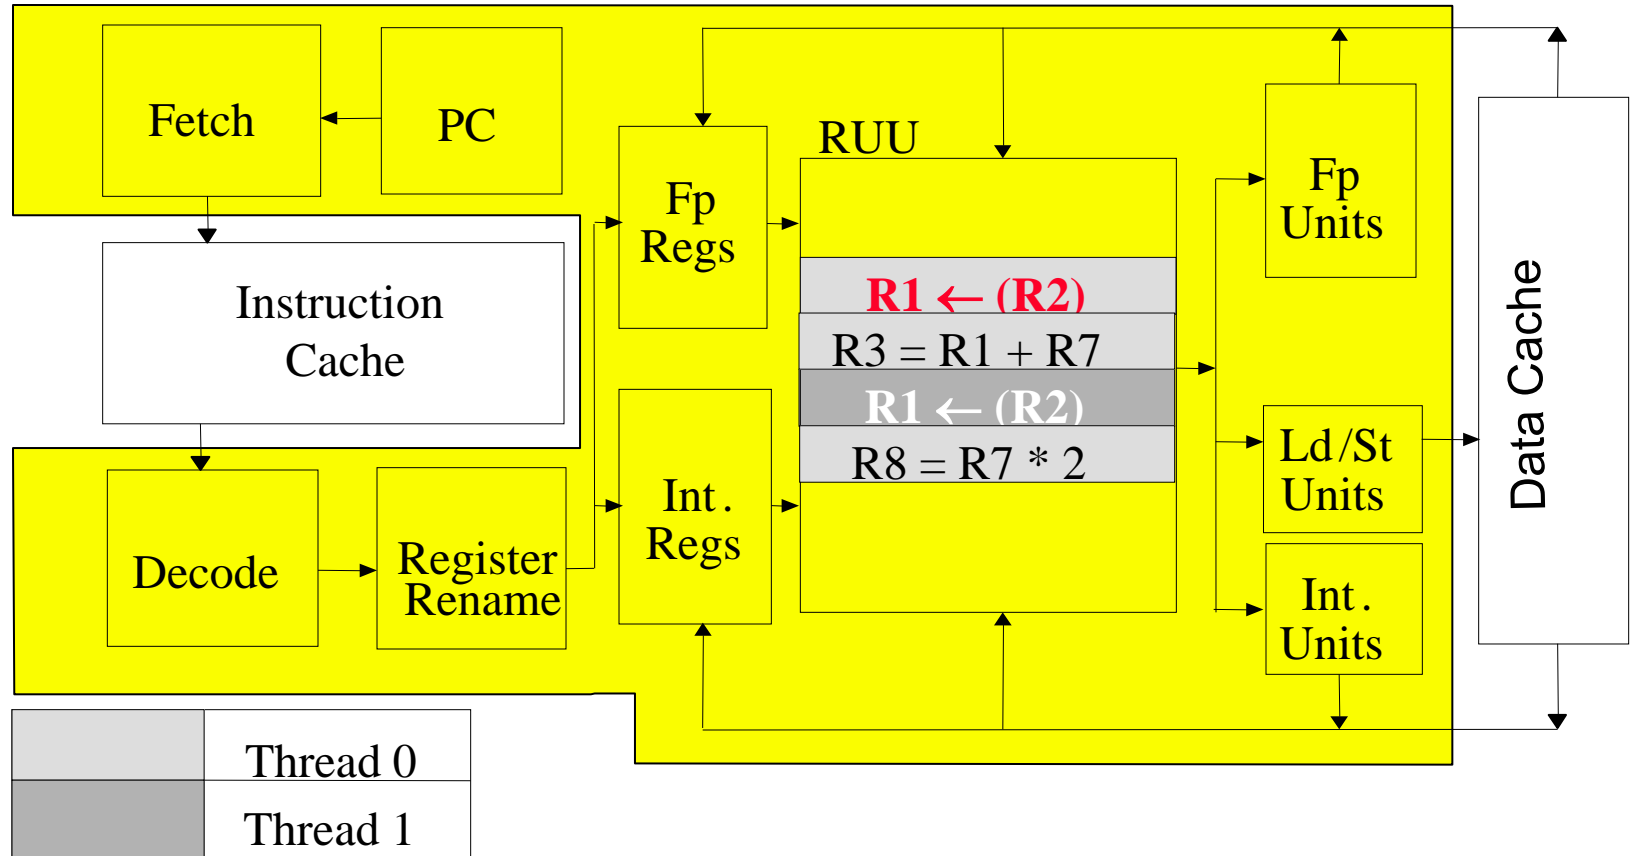 Fetch
PC
RUU
Fp
Regs
Fp
Units
Instruction
Cache
R1 ← (R2)
R3 = R1 + R7
R1 ← (R2)
R8 = R7 * 2
Data Cache
Int.
Regs
Ld/St
Units
Decode
Register
Rename
Int.
Units
Thread 0
Thread 1